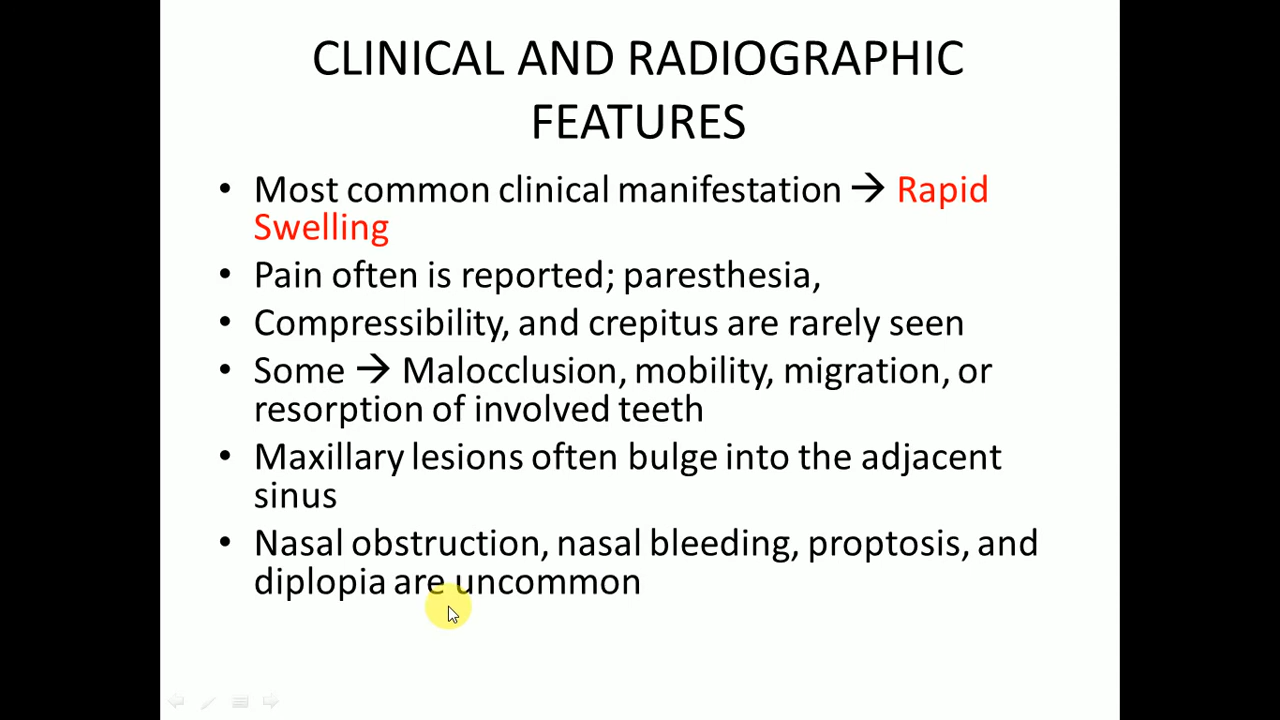 CLINICAL AND RADIOGRAPHIC
FEATURES
• Most common clinical manifestation → Rapid
Swelling
• Pain often is reported; paresthesia,
• Compressibility, and crepitus are rarely seen
• Some → Malocclusion, mobility, migration, or
resorption of involved teeth
• Maxillary lesions often bulge into the adjacent
sinus
• Nasal obstruction, nasal bleeding, proptosis, and
diplopia are uncommon